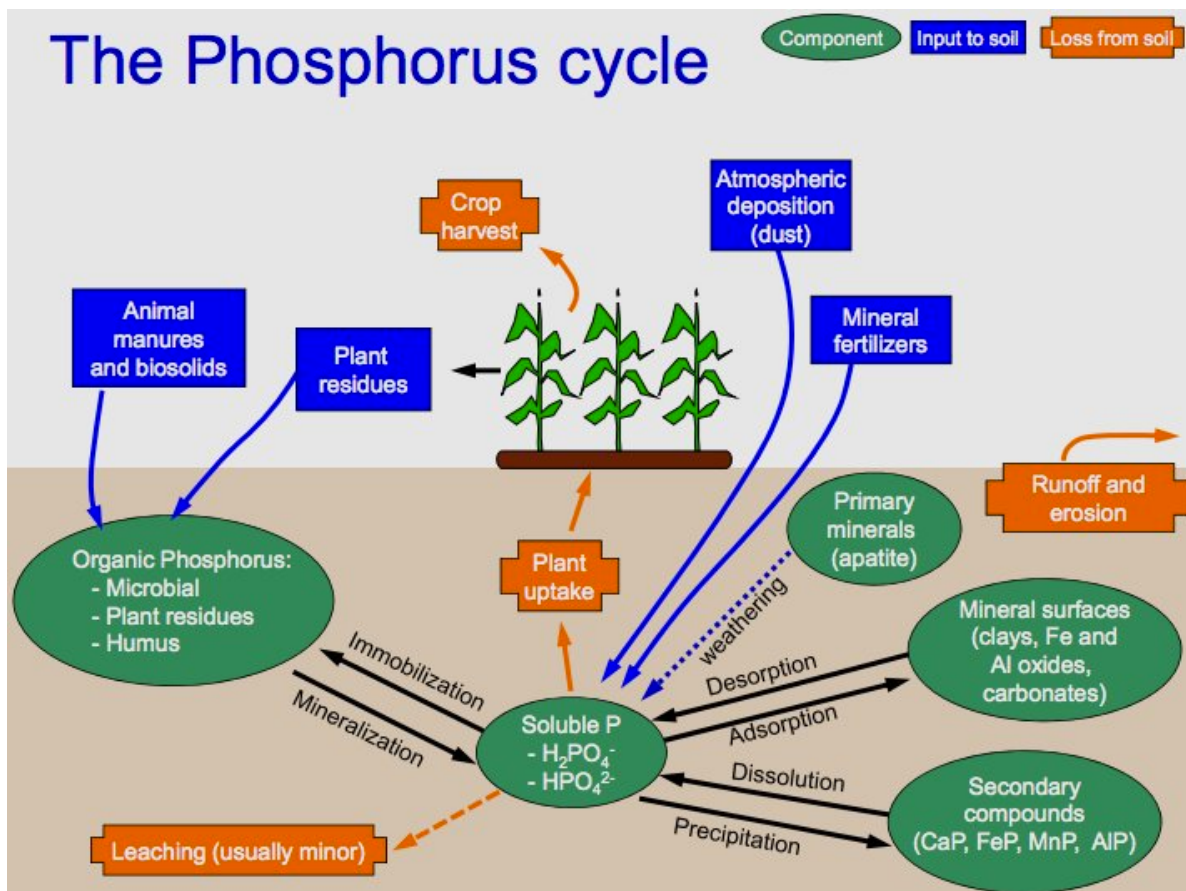 The Phosphorus cycle
Component
Input to soil
Loss from soil
Crop
harvest
Atmospheric
deposition
(dust)
Animal
manures
and biosolids
Plant
residues
Mineral
fertilizers
Runoff and
erosion
Primary
minerals
(apatite)
Organic Phosphorus:
- Microbial
- Plant residues
- Humus
Plant
uptake
weathering
Mineral surfaces
(clays, Fe and
Al oxides,
carbonates)
Immobilization
Mineralization
Desorption
Adsorption
Soluble P
- H₂PO₄⁻
- HPO₄²⁻
Dissolution
Precipitation
Secondary
compounds
(CaP, FeP, MnP, AlP)
Leaching (usually minor)